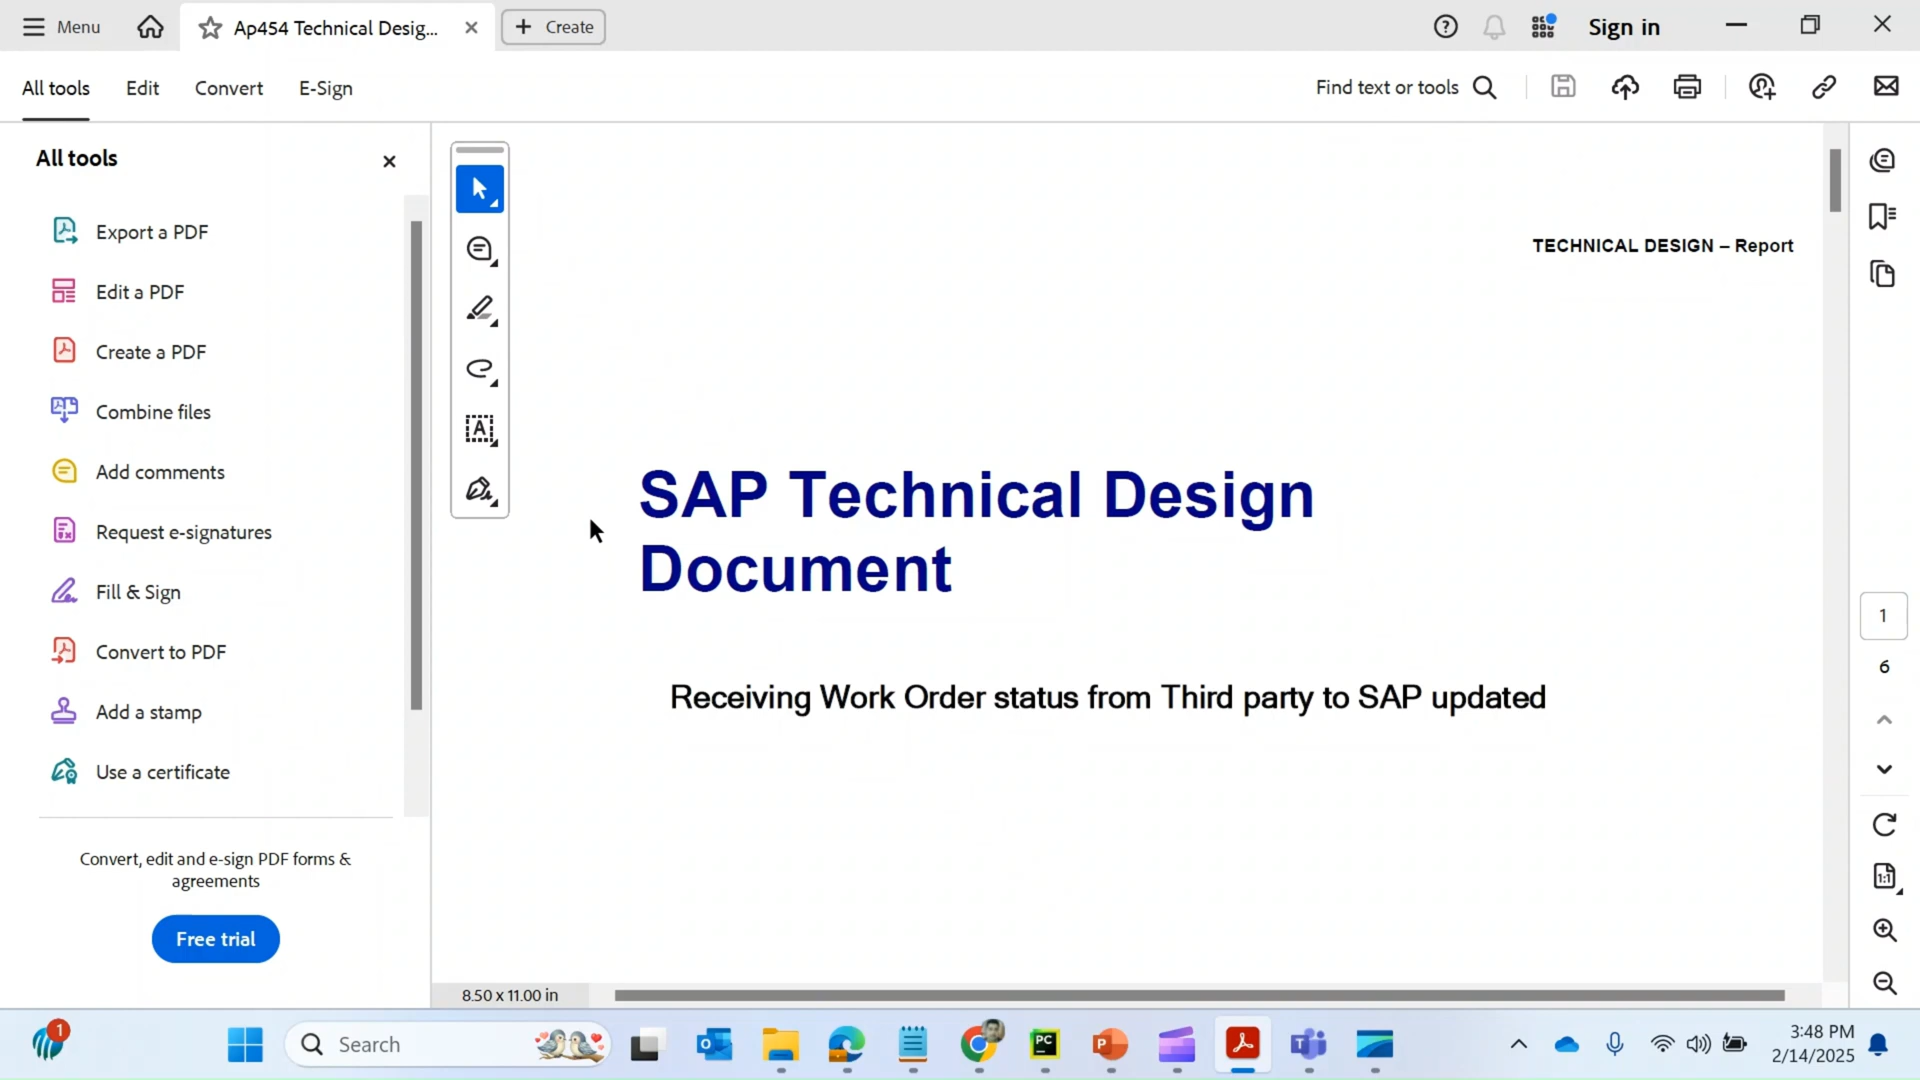 Menu
Ap454 Technical Desig...
Create
Sign in
All tools
Edit
Convert
E-Sign
Find text or tools
All tools
Export a PDF
Edit a PDF
Create a PDF
Combine files
Add comments
Request e-signatures
Fill & Sign
Convert to PDF
Add a stamp
Use a certificate
Convert, edit and e-sign PDF forms &
agreements
Free trial
TECHNICAL DESIGN – Report
SAP Technical Design
Document
Receiving Work Order status from Third party to SAP updated
8.50 x 11.00 in
1
6
1:1
1
Search
PC
3:48 PM
2/14/2025